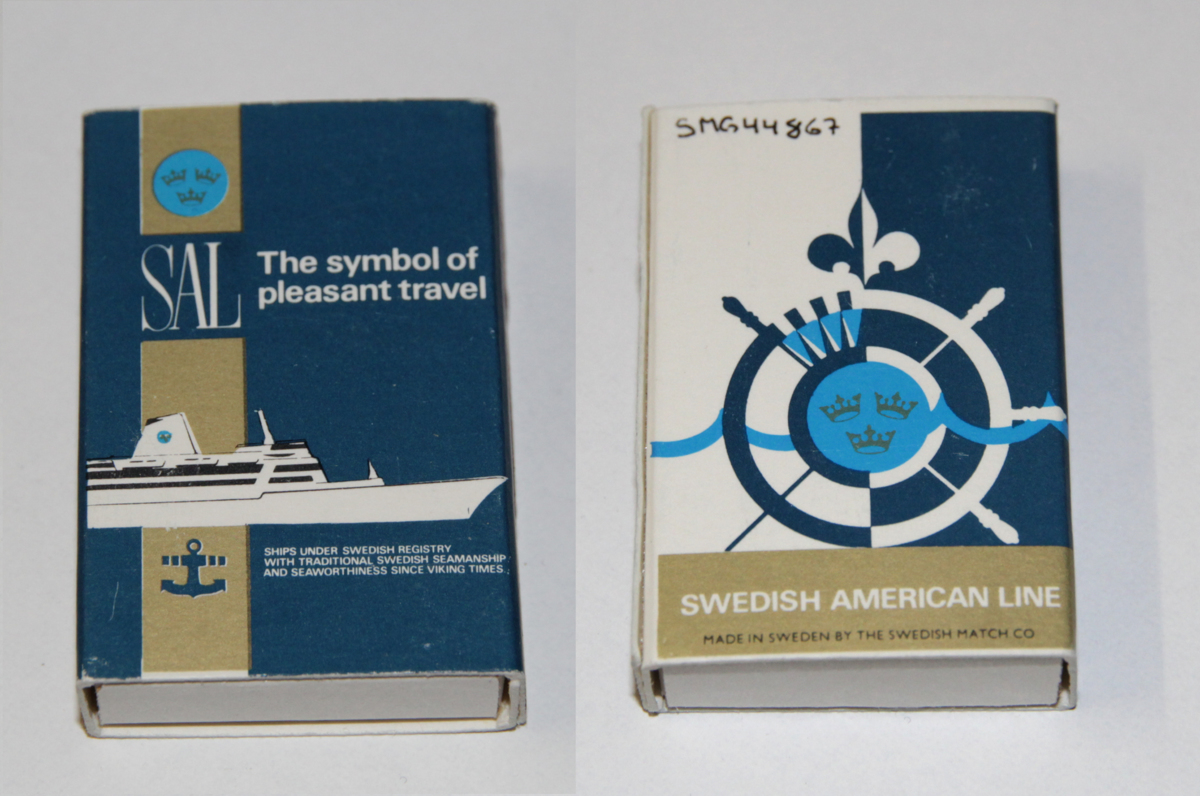 SAL
The symbol of
pleasant travel
SHIPS UNDER SWEDISH REGISTRY
WITH TRADITIONAL SWEDISH SEAMANSHIP
AND SEAWORTHINESS SINCE VIKING TIMES.
SMG44867
SWEDISH AMERICAN LINE
MADE IN SWEDEN BY THE SWEDISH MATCH CO